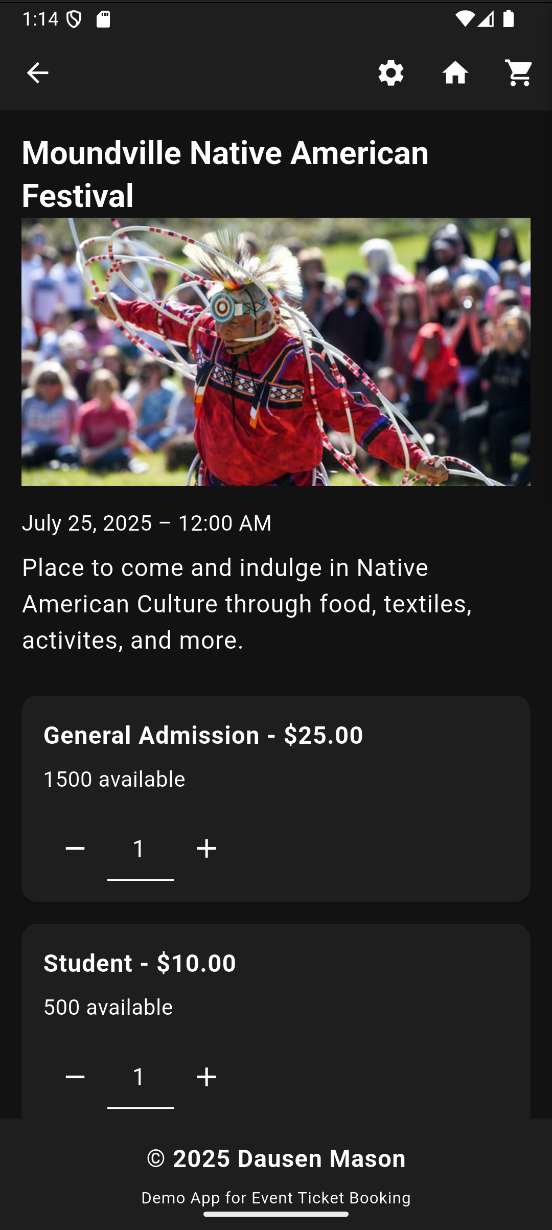 1:14
Moundville Native American
Festival
July 25, 2025 – 12:00 AM
Place to come and indulge in Native
American Culture through food, textiles,
activites, and more.
General Admission - $25.00
1500 available
− 1 +
Student - $10.00
500 available
− 1 +
© 2025 Dausen Mason
Demo App for Event Ticket Booking